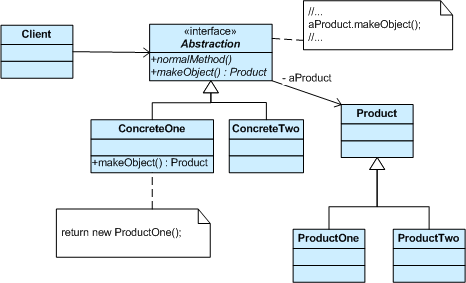 Client
«interface»
Abstraction
+normalMethod()
+makeObject() : Product
//...
aProduct.makeObject();
//...
- aProduct
ConcreteOne
+makeObject() : Product
ConcreteTwo
Product
return new ProductOne();
ProductOne
ProductTwo